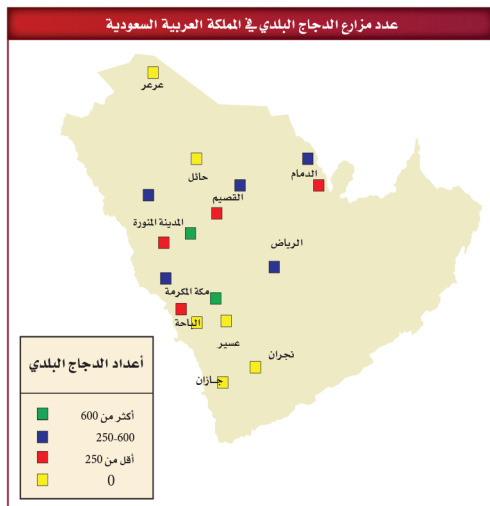 عدد مزارع الدجاج البلدي في المملكة العربية السعودية
عرعر
حائل
الدمام
القصيم
المدينة المنورة
الرياض
مكة المكرمة
الباحة
عسير
نجران
جازان
أعداد الدجاج البلدي
أكثر من 600
250-600
أقل من 250
0